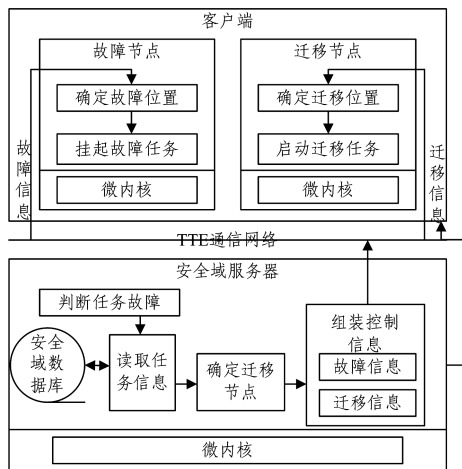 客户端
故障节点
迁移节点
确定故障位置
确定迁移位置
挂起故障任务
启动迁移任务
微内核
微内核
故障信息
迁移信息
TTE通信网络
安全域服务器
判断任务故障
安全
域数
据库
读取任
务信息
确定迁移
节点
组装控制
信息
故障信息
迁移信息
微内核